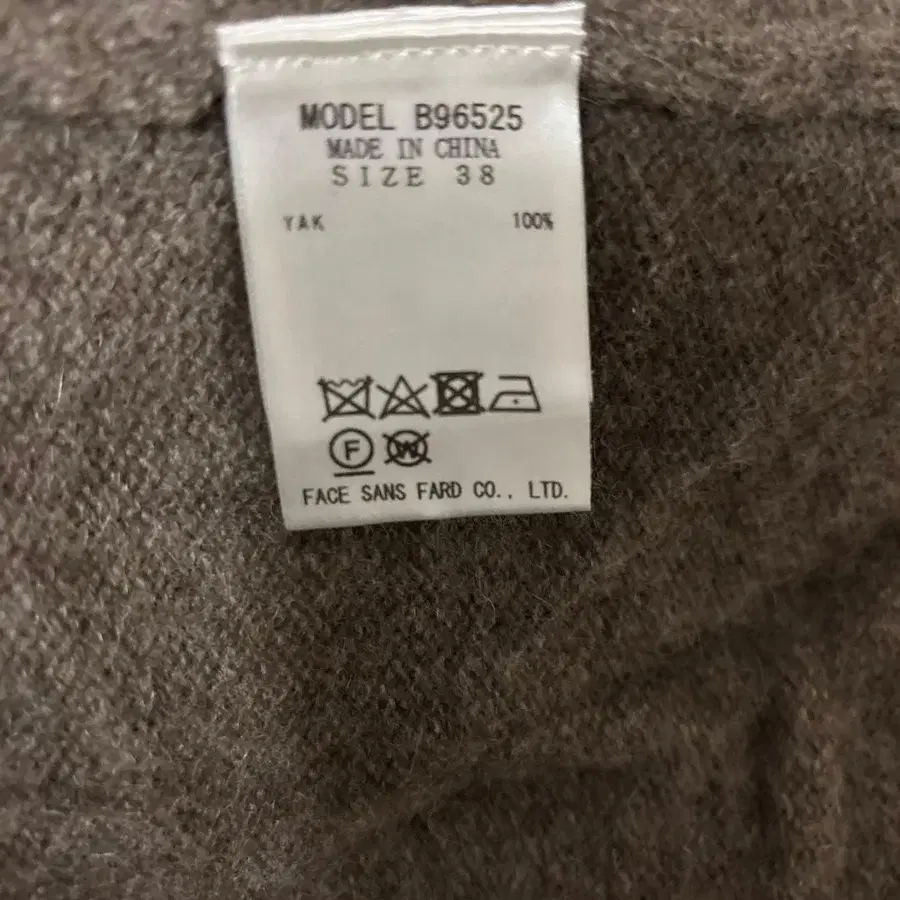 MODEL B96525
MADE IN CHINA
SIZE 38
YAK 100%
F W
FACE SANS FARD CO., LTD.